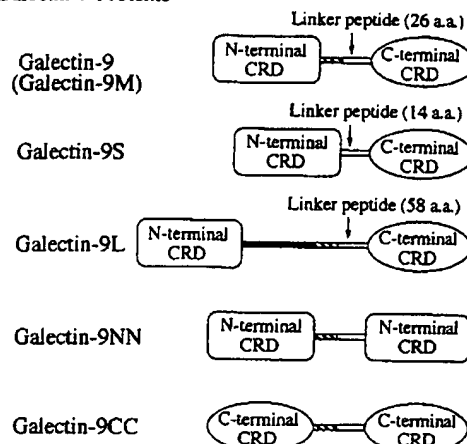 Linker peptide (26 a.a.)
Galectin-9
(Galectin-9M)
N-terminal
CRD
C-terminal
CRD
Linker peptide (14 a.a.)
Galectin-9S
N-terminal
CRD
C-terminal
CRD
Linker peptide (58 a.a.)
Galectin-9L
N-terminal
CRD
C-terminal
CRD
Galectin-9NN
N-terminal
CRD
N-terminal
CRD
Galectin-9CC
C-terminal
CRD
C-terminal
CRD